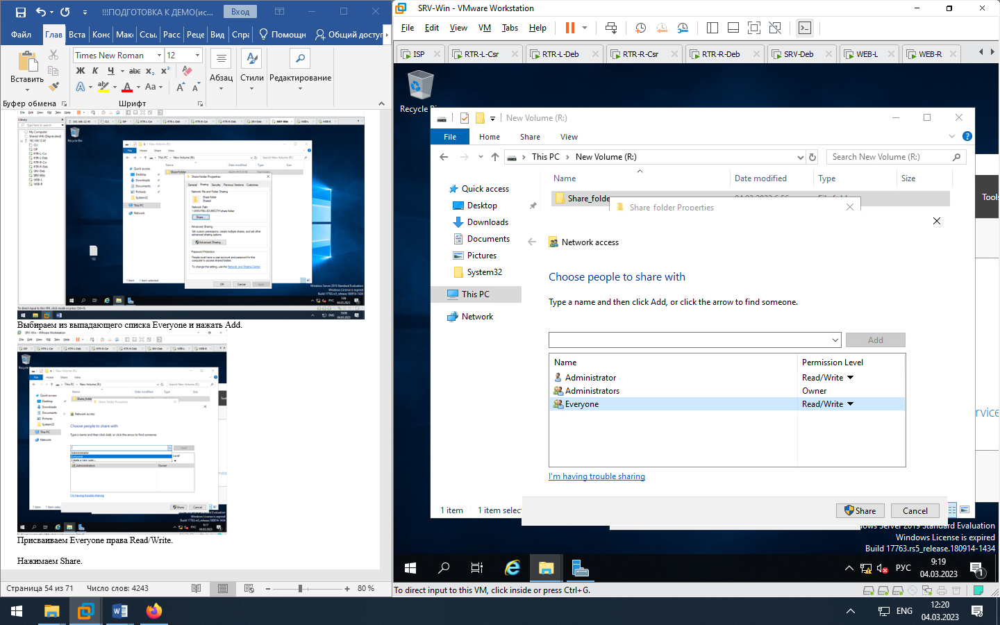 !!!ПОДГОТОВКА К ДЕМО(ис...
Вход
Файл
Глав
Вста
Конс
Мак
Ссы
Расс
Реце
Вид
Спра
Помощн
Общий доступ
Вставить
Буфер обмена
Times New Roman
12
Ж К Ч abc x₂ x²
Aa
Шрифт
Абзац
Стили
Редактирование
Выбираем из выпадающего списка Everyone и нажать Add.
Присваиваем Everyone права Read/Write.
Нажимаем Share.
Страница 54 из 71
Число слов: 4243
80 %
SRV-Win - VMware Workstation
File
Edit
View
VM
Tabs
Help
ISP
RTR-L-Csr
RTR-L-Deb
RTR-R-Csr
RTR-R-Deb
SRV-Deb
WEB-L
WEB-R
New Volume (R:)
File
Home
Share
View
This PC
New Volume (R:)
Search New Volume (R:)
Name
Date modified
Type
Size
Share_folde
Quick access
Desktop
Downloads
Documents
Pictures
System32
This PC
Network
Share folder Properties
Tools
Network access
Choose people to share with
Type a name and then click Add, or click the arrow to find someone.
Add
Name
Permission Level
Administrator
Read/Write
Administrators
Owner
Everyone
Read/Write
I'm having trouble sharing
Share
Cancel
1 item
1 item selec
dows Server 2019 Standard Evaluation
Windows License is expired
Build 17763.rs5_release.180914-1434
РУС
9:19
04.03.2023
1
To direct input to this VM, click inside or press Ctrl+G.
ENG
12:20
04.03.2023